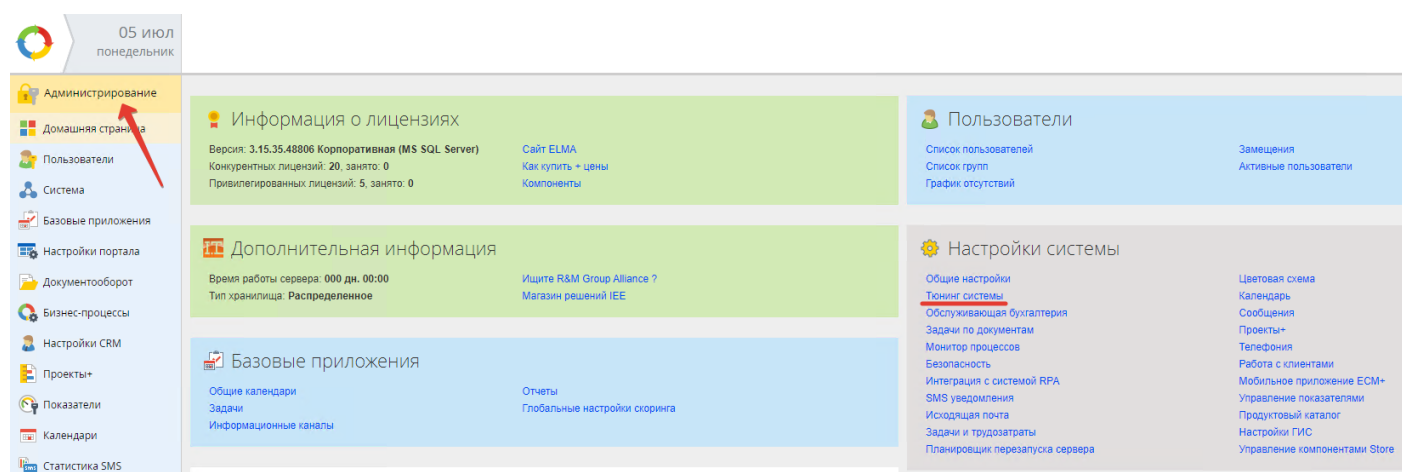 05 июл
понедельник
Администрирование
Домашняя страница
Пользователи
Система
Базовые приложения
Настройки портала
Документооборот
Бизнес-процессы
Настройки CRM
Проекты+
Показатели
Календари
Статистика SMS
Информация о лицензиях
Версия: 3.15.35.48806 Корпоративная (MS SQL Server)
Конкурентных лицензий: 20, занято: 0
Привилегированных лицензий: 5, занято: 0
Сайт ELMA
Как купить + цены
Компоненты
Дополнительная информация
Время работы сервера: 000 дн. 00:00
Тип хранилища: Распределенное
Ищите R&M Group Alliance ?
Магазин решений IEE
Базовые приложения
Общие календари
Задачи
Информационные каналы
Отчеты
Глобальные настройки скоринга
Пользователи
Список пользователей
Список групп
График отсутствий
Замещения
Активные пользователи
Настройки системы
Общие настройки
Тюнинг системы
Обслуживающая бухгалтерия
Задачи по документам
Монитор процессов
Безопасность
Интеграция с системой RPA
SMS уведомления
Исходящая почта
Задачи и трудозатраты
Планировщик перезапуска сервера
Цветовая схема
Календарь
Сообщения
Проекты+
Телефония
Работа с клиентами
Мобильное приложение ECM+
Управление показателями
Продуктовый каталог
Настройки ГИС
Управление компонентами Store